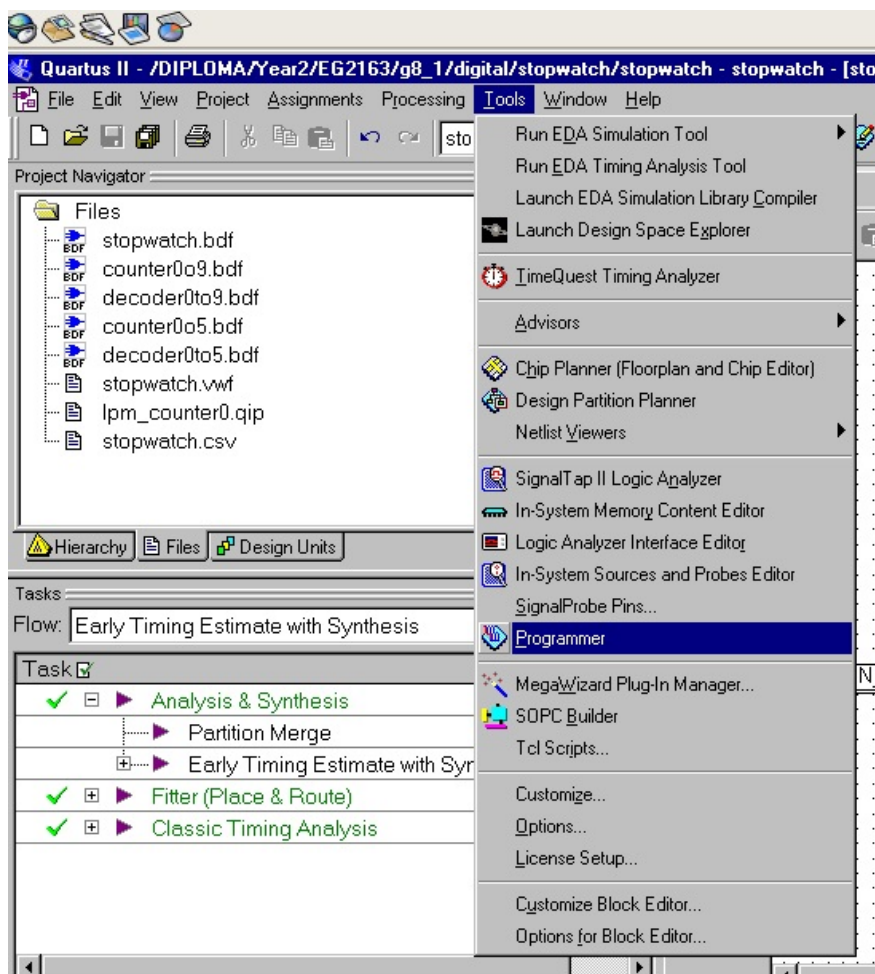 Quartus II - /DIPLOMA/Year2/EG2163/g8_1/digital/stopwatch/stopwatch - stopwatch - [sto
File Edit View Project Assignments Processing Tools Window Help
sto
Project Navigator
Files
BDF stopwatch.bdf
BDF counter0o9.bdf
BDF decoder0to9.bdf
BDF counter0o5.bdf
BDF decoder0to5.bdf
stopwatch.vwf
lpm_counter0.qip
stopwatch.csv
Hierarchy Files Design Units
Tasks
Flow: Early Timing Estimate with Synthesis
Task
Analysis & Synthesis
Partition Merge
Early Timing Estimate with Syr
Fitter (Place & Route)
Classic Timing Analysis
Run EDA Simulation Tool
Run EDA Timing Analysis Tool
Launch EDA Simulation Library Compiler
Launch Design Space Explorer
TimeQuest Timing Analyzer
Advisors
Chip Planner (Floorplan and Chip Editor)
Design Partition Planner
Netlist Viewers
SignalTap II Logic Analyzer
In-System Memory Content Editor
Logic Analyzer Interface Editor
In-System Sources and Probes Editor
SignalProbe Pins...
Programmer
MegaWizard Plug-In Manager...
SOPC Builder
Tcl Scripts...
Customize...
Options...
License Setup...
Customize Block Editor...
Options for Block Editor...
N